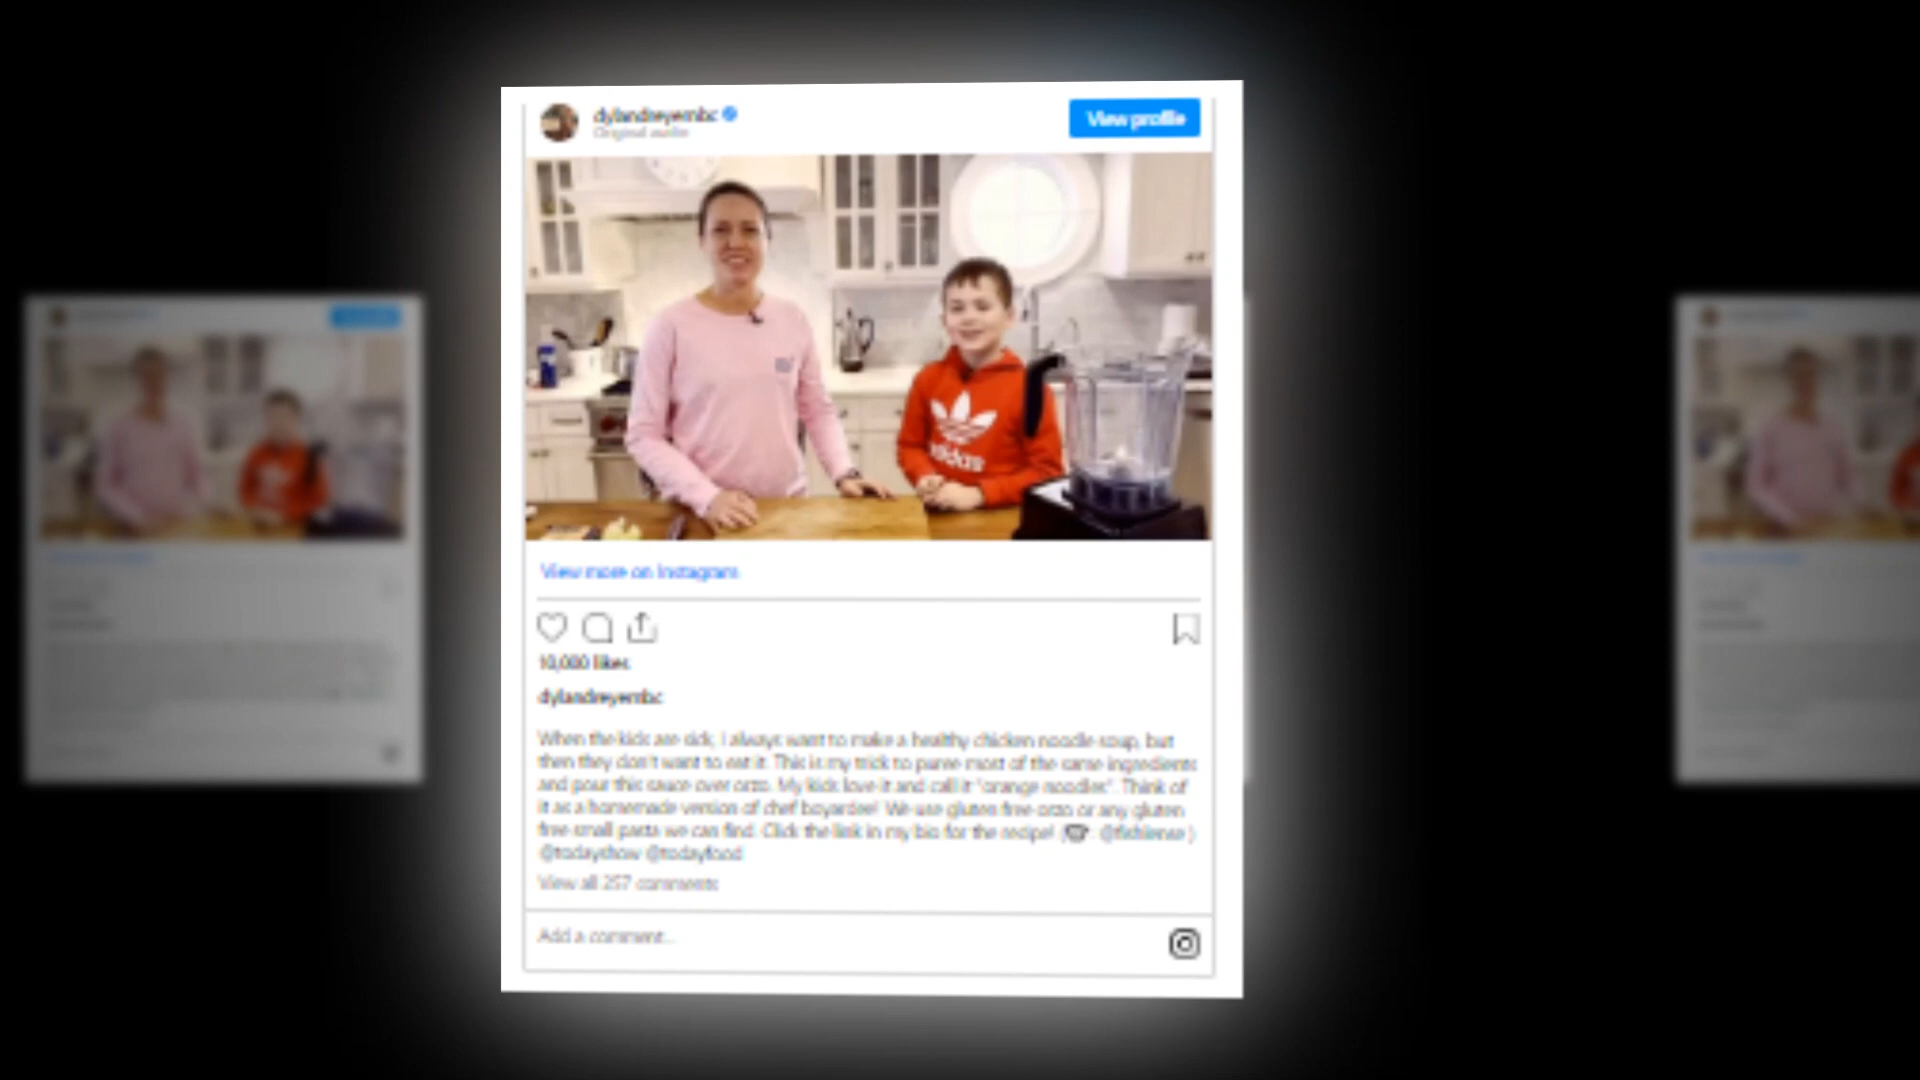 dylandreyernbc
Original audio
View profile
adidas
View more on Instagram
10,000 likes
dylandreyernbc
When the kids are sick, I always want to make a healthy chicken noodle soup, but
then they don't want to eat it. This is my trick to puree most of the same ingredients
and pour this sauce over orzo. My kids love it and call it "orange noodles". Think of
it as a homemade version of chef boyardee! We use gluten free orzo or any gluten
free small pasta we can find. Click the link in my bio for the recipe! (
@todayshow @todayfood
View all 257 comments
Add a comment...